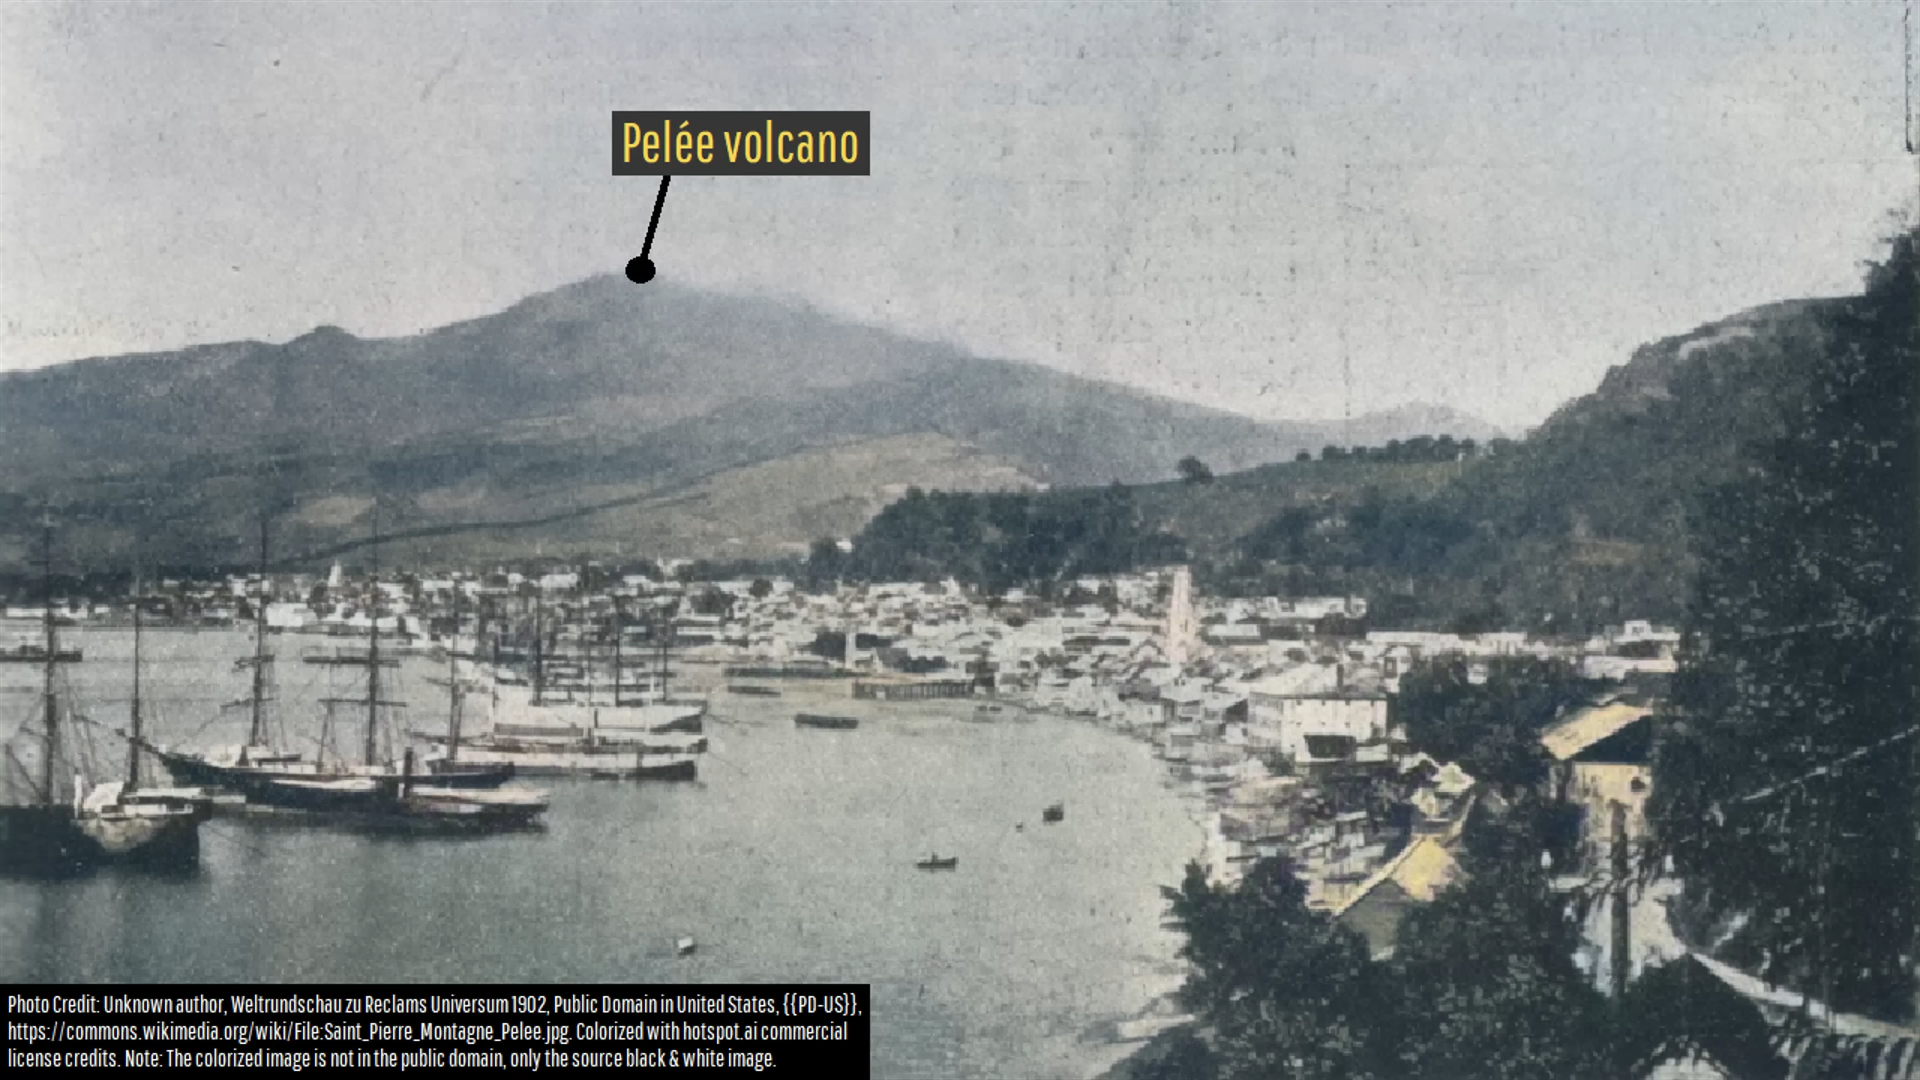 Pelée volcano
Photo Credit: Unknown author, Weltrundschau zu Reclams Universum 1902, Public Domain in United States, {{PD-US}},
https://commons.wikimedia.org/wiki/File:Saint_Pierre_Montagne_Pelee.jpg. Colorized with hotspot.ai commercial
license credits. Note: The colorized image is not in the public domain, only the source black & white image.